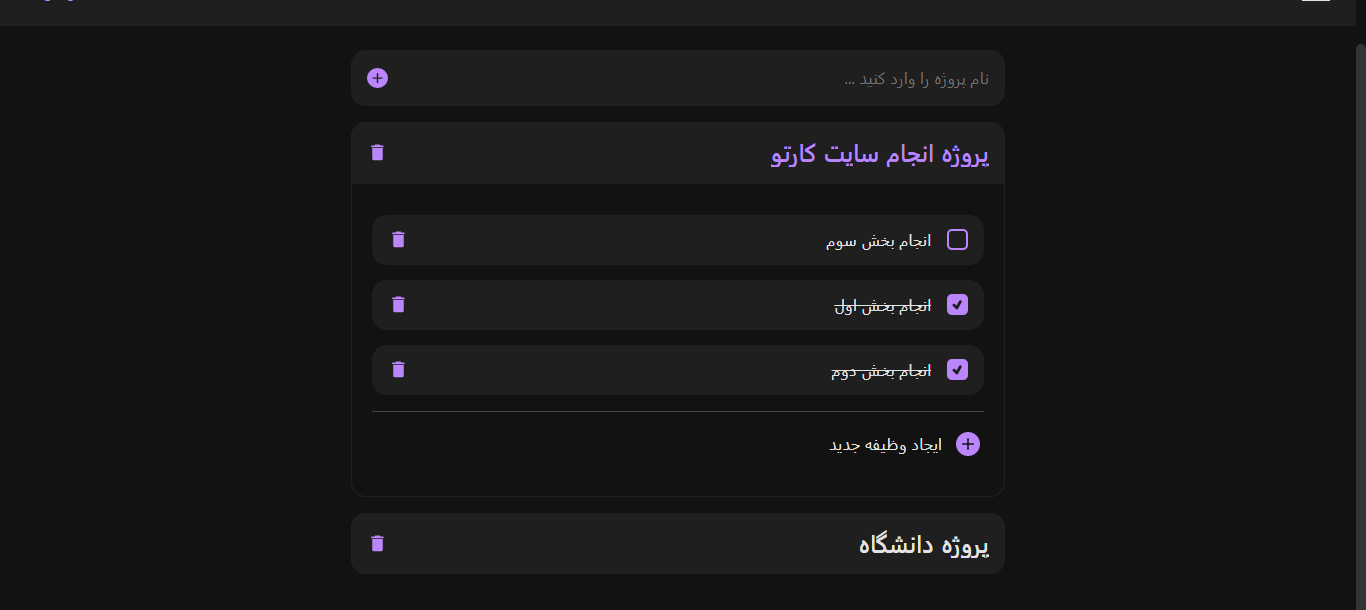 نام پروژه را وارد کنید ...
پروژه انجام سایت کارتو
انجام بخش سوم
انجام بخش اول
انجام بخش دوم
ایجاد وظیفه جدید
پروژه دانشگاه